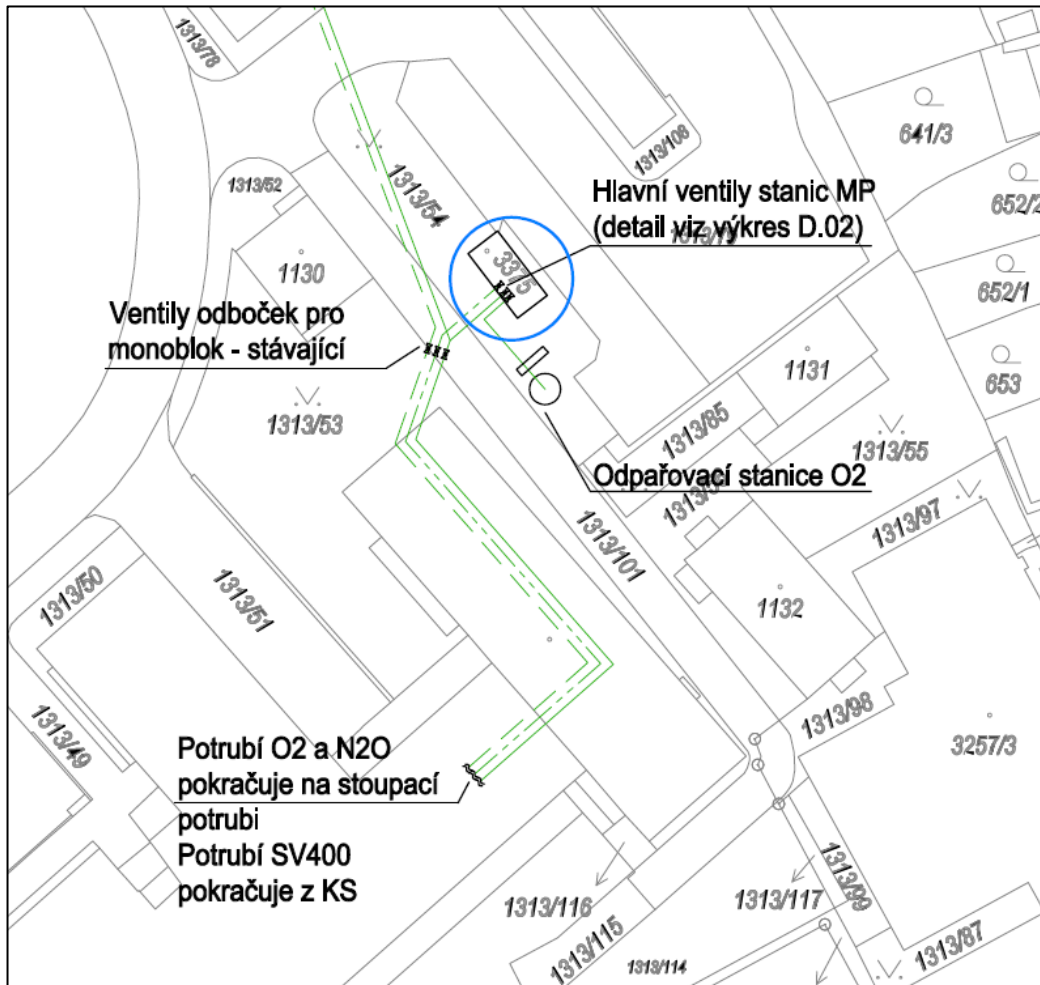 1313/78
641/3
1313/108
1313/52
1313/54
Hlavní ventily stanic MP
(detail viz výkres D.02)
652/2
3375
1130
652/1
Ventily odboček pro
monoblok - stávající
1131
653
1313/53
1313/85
1313/55
Odpařovací stanice O2
1313/97
1313/101
1313/50
1313/51
1132
1313/49
1313/98
3257/3
Potrubí O2 a N2O
pokračuje na stoupací
potrubi
Potrubí SV400
pokračuje z KS
1313/99
1313/116
1313/117
1313/115
1313/114
1313/87